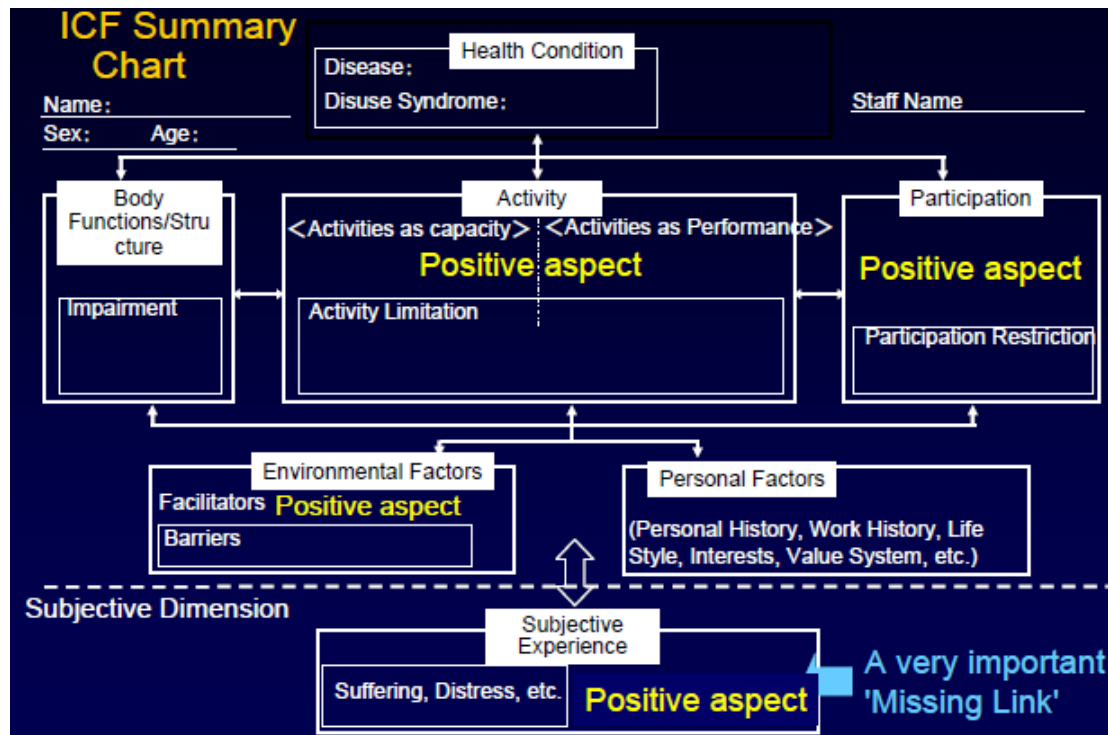 ICF Summary
Chart
Health Condition
Disease:
Disuse Syndrome:
Name:
Staff Name
Sex: Age:
Body
Functions/Stru
cture
Activity
Participation
<Activities as capacity> <Activities as Performance>
Positive aspect
Positive aspect
Impairment
Activity Limitation
Participation Restriction
Environmental Factors
Personal Factors
Facilitators Positive aspect
Barriers
(Personal History, Work History, Life
Style, Interests, Value System, etc.)
Subjective Dimension
Subjective
Experience
Suffering, Distress, etc.
Positive aspect
A very important
'Missing Link'